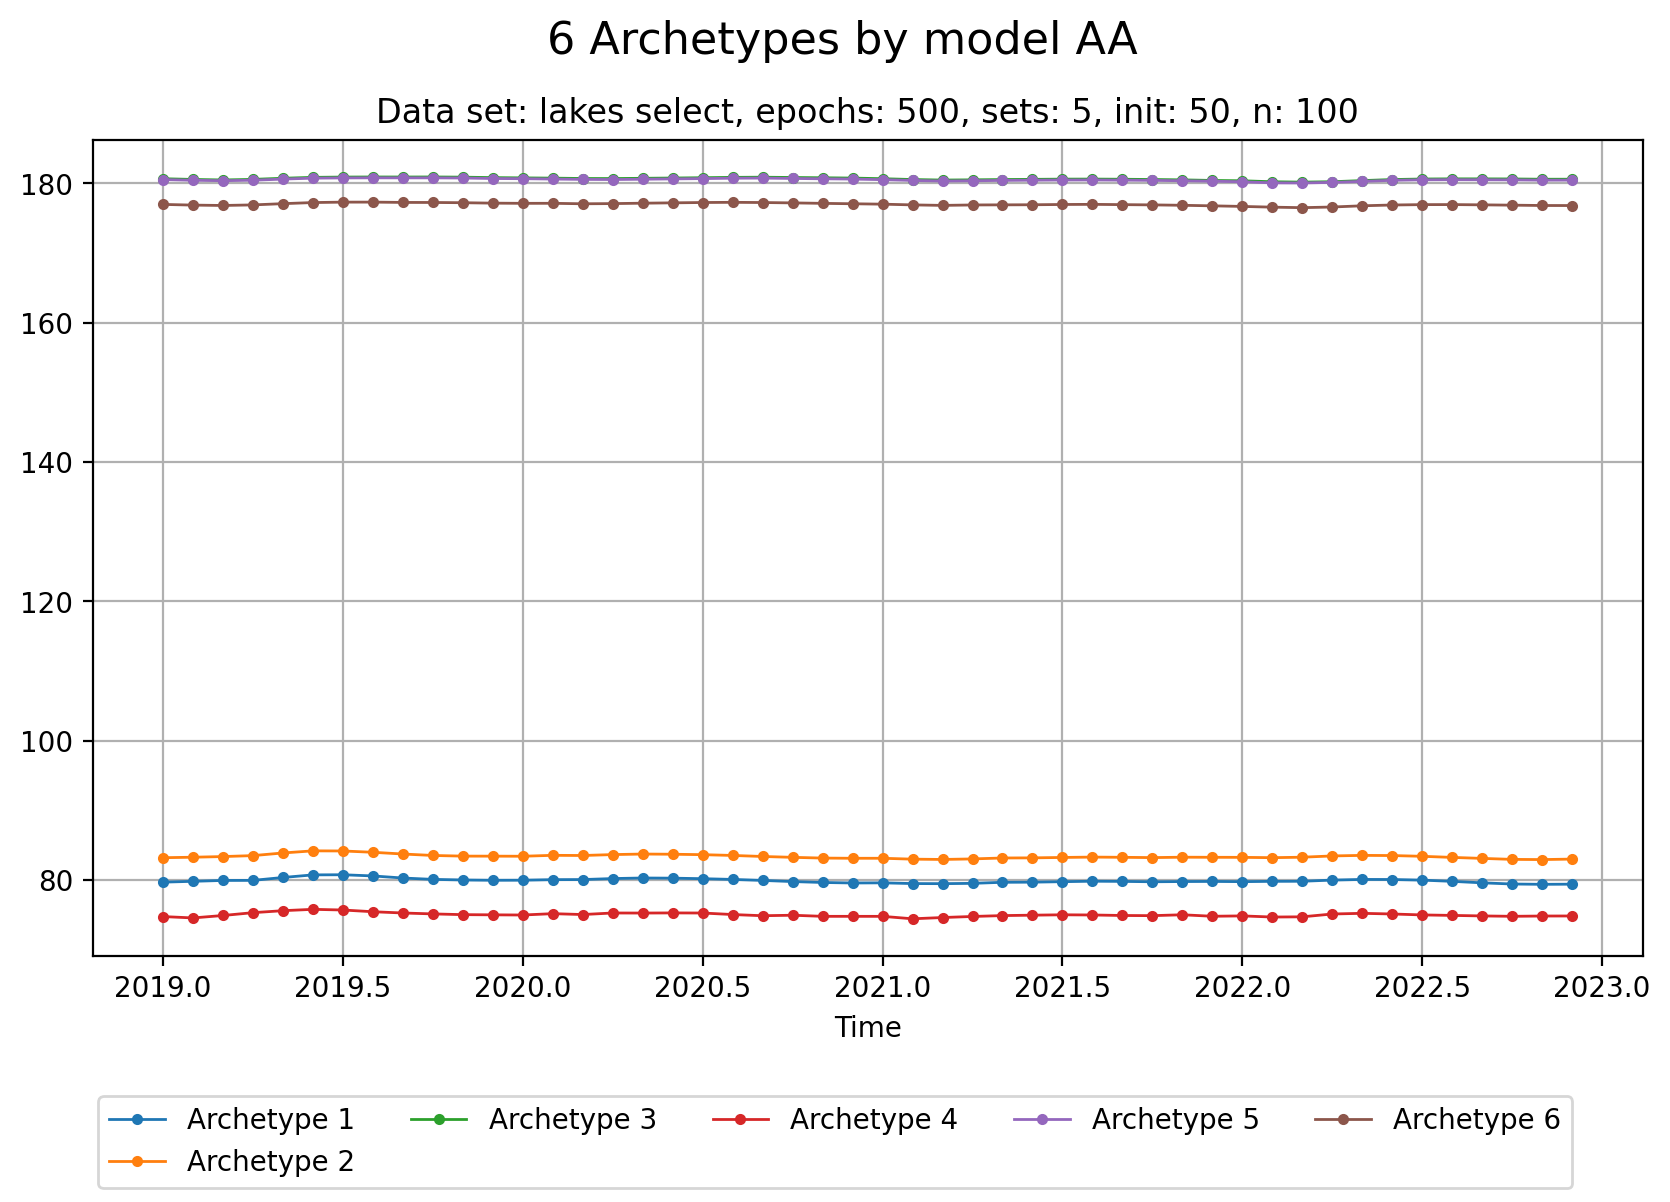 6 Archetypes by model AA
Data set: lakes select, epochs: 500, sets: 5, init: 50, n: 100
180
160
140
120
100
80
2019.0 2019.5 2020.0 2020.5 2021.0 2021.5 2022.0 2022.5 2023.0
Time
Archetype 1 Archetype 3 Archetype 4 Archetype 5 Archetype 6
Archetype 2